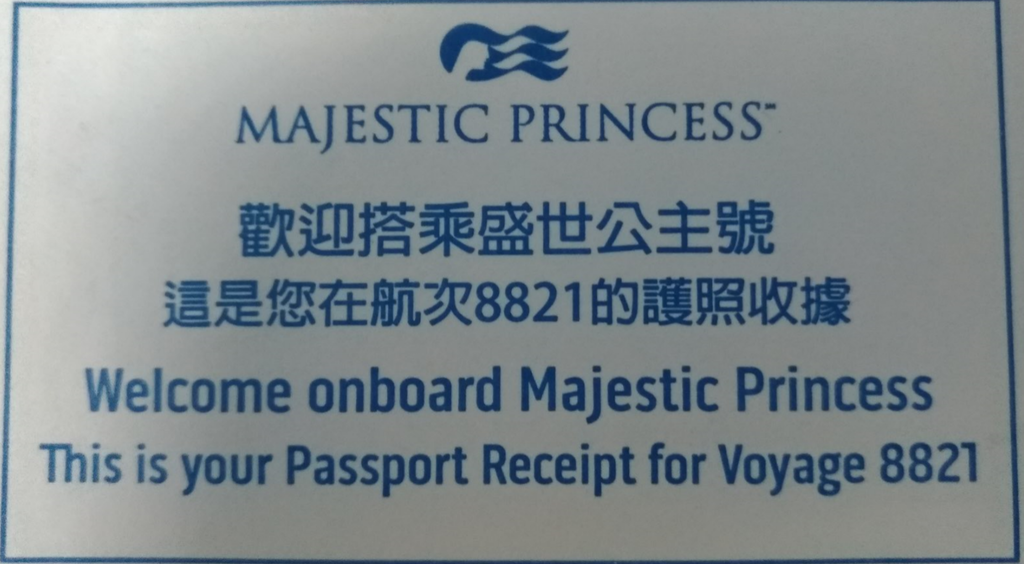 MAJESTIC PRINCESS℠
歡迎搭乘盛世公主號
這是您在航次8821的護照收據
Welcome onboard Majestic Princess
This is your Passport Receipt for Voyage 8821